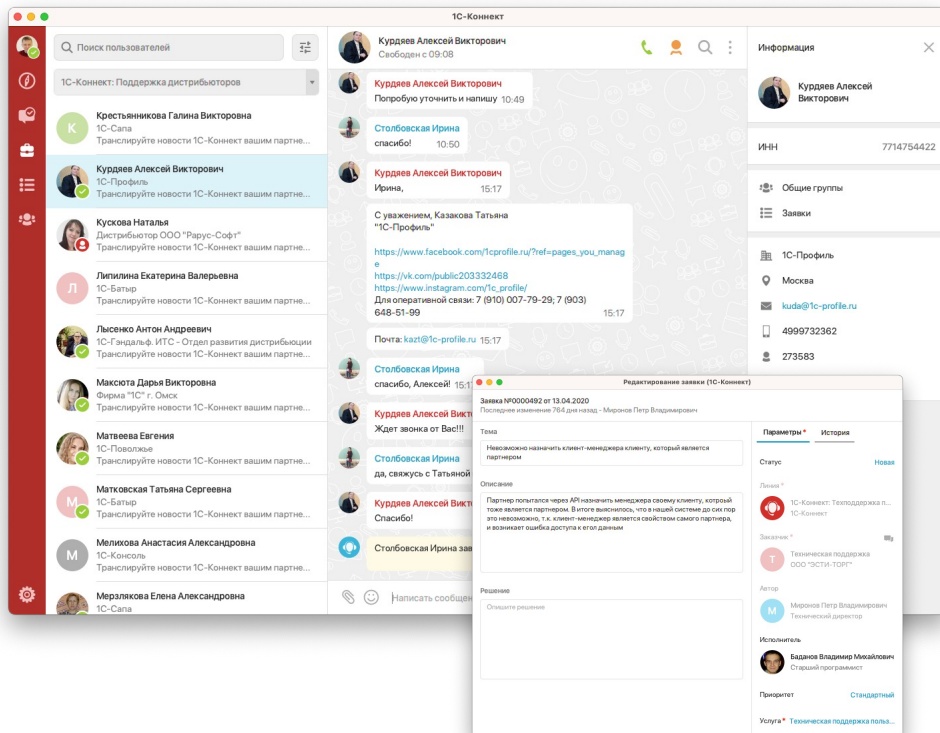 1С-Коннект
Поиск пользователей
1С-Коннект: Поддержка дистрибьюторов
К
Крестьянникова Галина Викторовна
1С-Сапа
Транслируйте новости 1С-Коннект вашим партне...
Курдяев Алексей Викторович
1С-Профиль
Транслируйте новости 1С-Коннект вашим партне...
Кускова Наталья
Дистрибьютор ООО "Рарус-Софт"
Транслируйте новости 1С-Коннект вашим партне...
Л
Липилина Екатерина Валерьевна
1С-Батыр
Транслируйте новости 1С-Коннект вашим партне...
Лысенко Антон Андреевич
1С-Гэндальф. ИТС - Отдел развития дистрибьюции
Транслируйте новости 1С-Коннект вашим партне...
Максюта Дарья Викторовна
Фирма "1С" г. Омск
Транслируйте новости 1С-Коннект вашим партне...
Матвеева Евгения
1С-Поволжье
Транслируйте новости 1С-Коннект вашим партне...
М
Матковская Татьяна Сергеевна
1С-Батыр
Транслируйте новости 1С-Коннект вашим партне...
М
Мелихова Анастасия Александровна
1С-Консоль
Транслируйте новости 1С-Коннект вашим партне...
Мерзлякова Елена Александровна
1С-Сапа
Курдяев Алексей Викторович
Свободен с 09:08
Курдяев Алексей Викторович
Попробую уточнить и напишу 10:49
Столбовская Ирина
спасибо! 10:50
Курдяев Алексей Викторович
Ирина, 15:17
С уважением, Казакова Татьяна
"1С-Профиль"
https://www.facebook.com/1cprofile.ru/?ref=pages_you_manag
e
https://vk.com/public203332468
https://www.instagram.com/1c_profile/
Для оперативной связи: 7 (910) 007-79-29; 7 (903)
648-51-99 15:17
Почта: kazt@1c-profile.ru 15:17
Столбовская Ирина
спасибо, Алексей! 15:17
Курдяев Алексей Викт
Ждет звонка от Вас!!!
Столбовская Ирина
да, свяжусь с Татьяной
Курдяев Алексей Викт
Спасибо!
Столбовская Ирина зав
Написать сообщен
Информация
Курдяев Алексей
Викторович
ИНН 7714754422
Общие группы
Заявки
1С-Профиль
Москва
kuda@1c-profile.ru
4999732362
273583
Редактирование заявки (1С-Коннект)
Заявка №0000492 от 13.04.2020
Последнее изменение 764 дня назад - Миронов Петр Владимирович
Тема
Невозможно назначить клиент-менеджера клиенту, который является
партнером
Описание
Партнер попытался через API назначить менеджера своему клиенту, котроый
тоже является партнером. В итоге выяснилось, что в нашей системе до сих пор
это невозможно, т.к. клиент-менеджер является свойством самого партнера,
и возникает ошибка доступа к егол данным
Решение
Опишите решение
Параметры * История
Статус Новая
Линия *
1С-Коннект: Техподдержка п...
1С-Коннект
Заказчик *
Т
Техническая поддержка
ООО "ЭСТИ-ТОРГ"
Автор
М
Миронов Петр Владимирович
Технический директор
Исполнитель
Баданов Владимир Михайлович
Старший программист
Приоритет Стандартный
Услуга * Техническая поддержка польз...